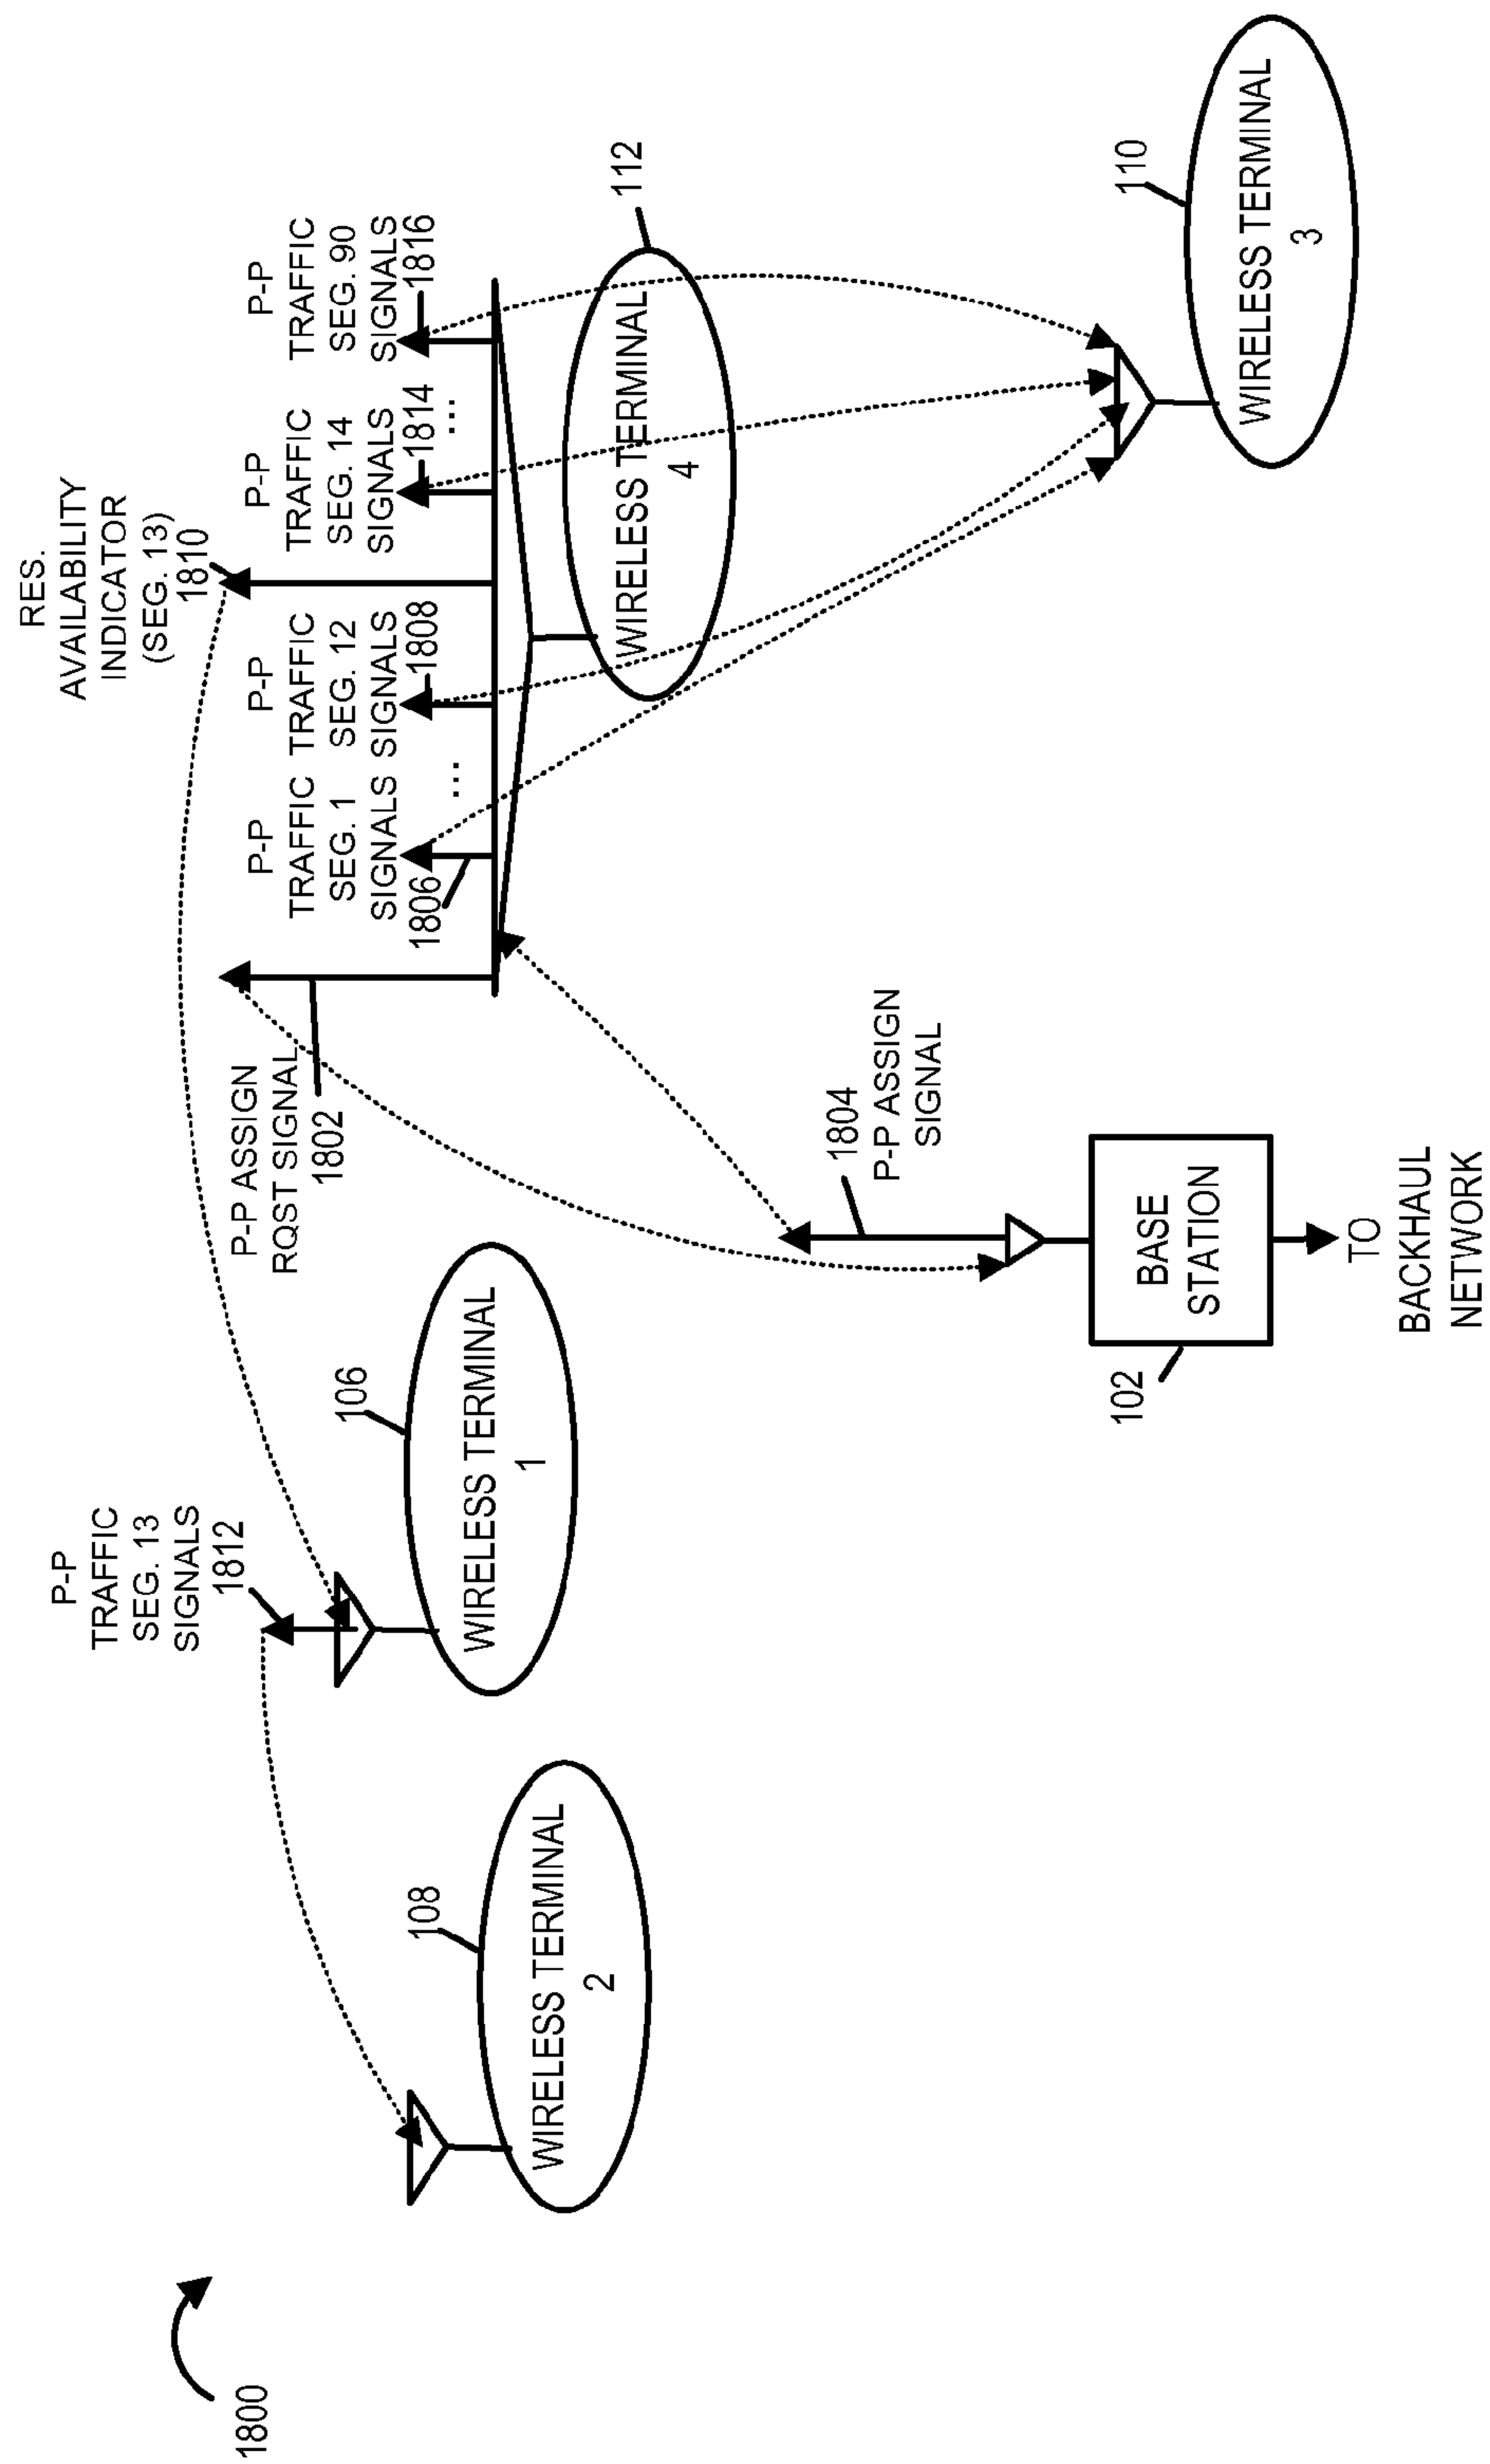 1800
P-P
TRAFFIC
SEG. 13
SIGNALS
1812
RES.
AVAILABILITY
INDICATOR
(SEG. 13)
1810
P-P ASSIGN
RQST SIGNAL
1802
P-P
TRAFFIC
SEG. 1
SIGNALS
1806
...
P-P
TRAFFIC
SEG. 12
SIGNALS
1808
P-P
TRAFFIC
SEG. 14
SIGNALS
1814
...
P-P
TRAFFIC
SEG. 90
SIGNALS
1816
108
WIRELESS TERMINAL
2
106
WIRELESS TERMINAL
1
112
WIRELESS TERMINAL
4
1804
P-P ASSIGN
SIGNAL
102
BASE
STATION
TO
BACKHAUL
NETWORK
110
WIRELESS TERMINAL
3